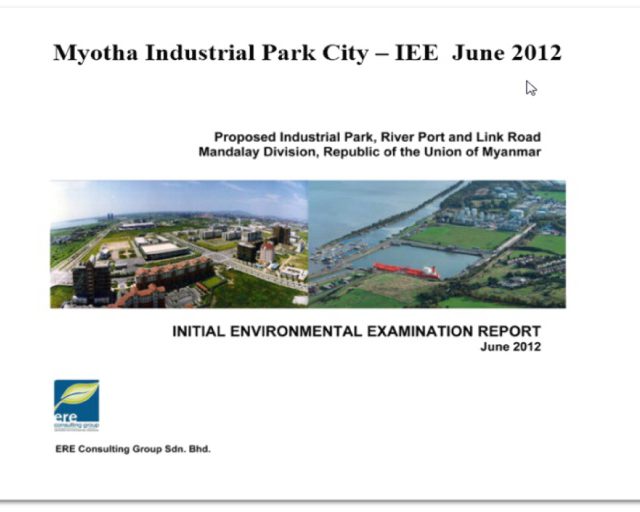 Myotha Industrial Park City – IEE June 2012
Proposed Industrial Park, River Port and Link Road
Mandalay Division, Republic of the Union of Myanmar
INITIAL ENVIRONMENTAL EXAMINATION REPORT
June 2012
ere
consulting group
ERE Consulting Group Sdn. Bhd.